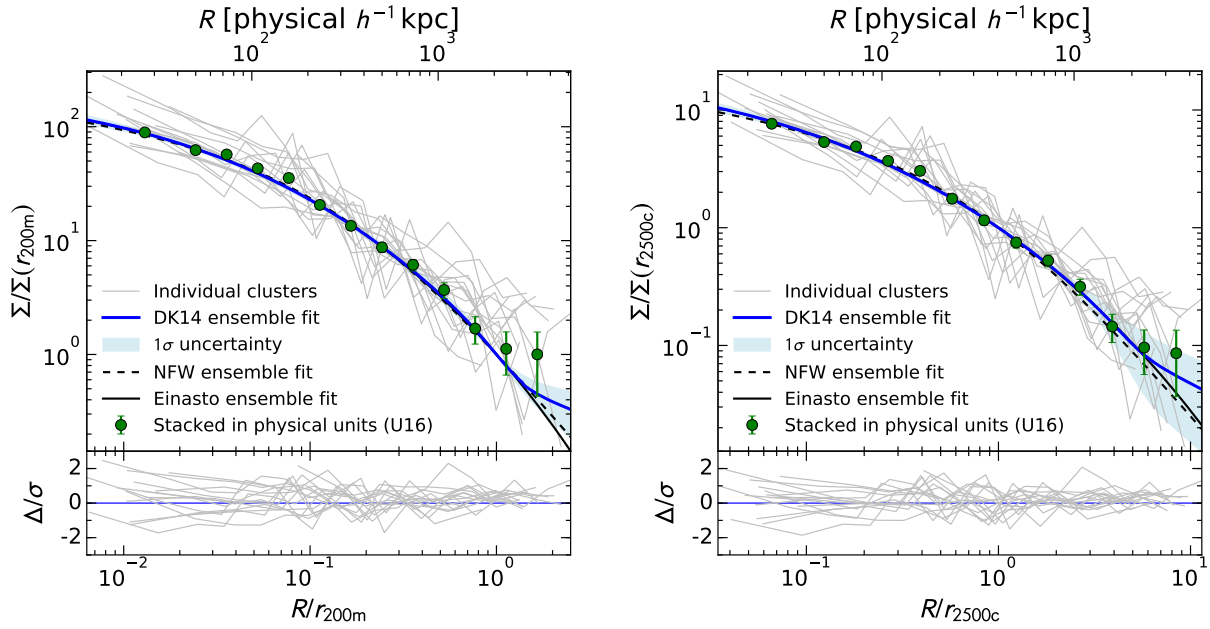 R [physical h⁻¹ kpc]
10² 10³
10²
10¹
10⁰
Σ/Σ(r₂₀₀ₘ)
Individual clusters
DK14 ensemble fit
1σ uncertainty
NFW ensemble fit
Einasto ensemble fit
Stacked in physical units (U16)
2
0
-2
Δ/σ
10⁻² 10⁻¹ 10⁰
R/r₂₀₀ₘ
R [physical h⁻¹ kpc]
10² 10³
10¹
10⁰
10⁻¹
Σ/Σ(r₂₅₀₀c)
Individual clusters
DK14 ensemble fit
1σ uncertainty
NFW ensemble fit
Einasto ensemble fit
Stacked in physical units (U16)
2
0
-2
Δ/σ
10⁻¹ 10⁰ 10¹
R/r₂₅₀₀c